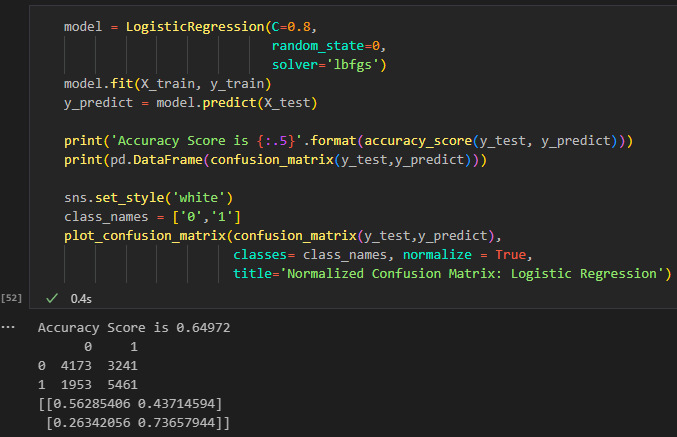 model = LogisticRegression(C=0.8,
random_state=0,
solver='lbfgs')
model.fit(X_train, y_train)
y_predict = model.predict(X_test)
print('Accuracy Score is {:.5}'.format(accuracy_score(y_test, y_predict)))
print(pd.DataFrame(confusion_matrix(y_test,y_predict)))
sns.set_style('white')
class_names = ['0','1']
plot_confusion_matrix(confusion_matrix(y_test,y_predict),
classes= class_names, normalize = True,
title='Normalized Confusion Matrix: Logistic Regression')
[52] ✓ 0.4s
... Accuracy Score is 0.64972
0 1
0 4173 3241
1 1953 5461
[[0.56285406 0.43714594]
[0.26342056 0.73657944]]